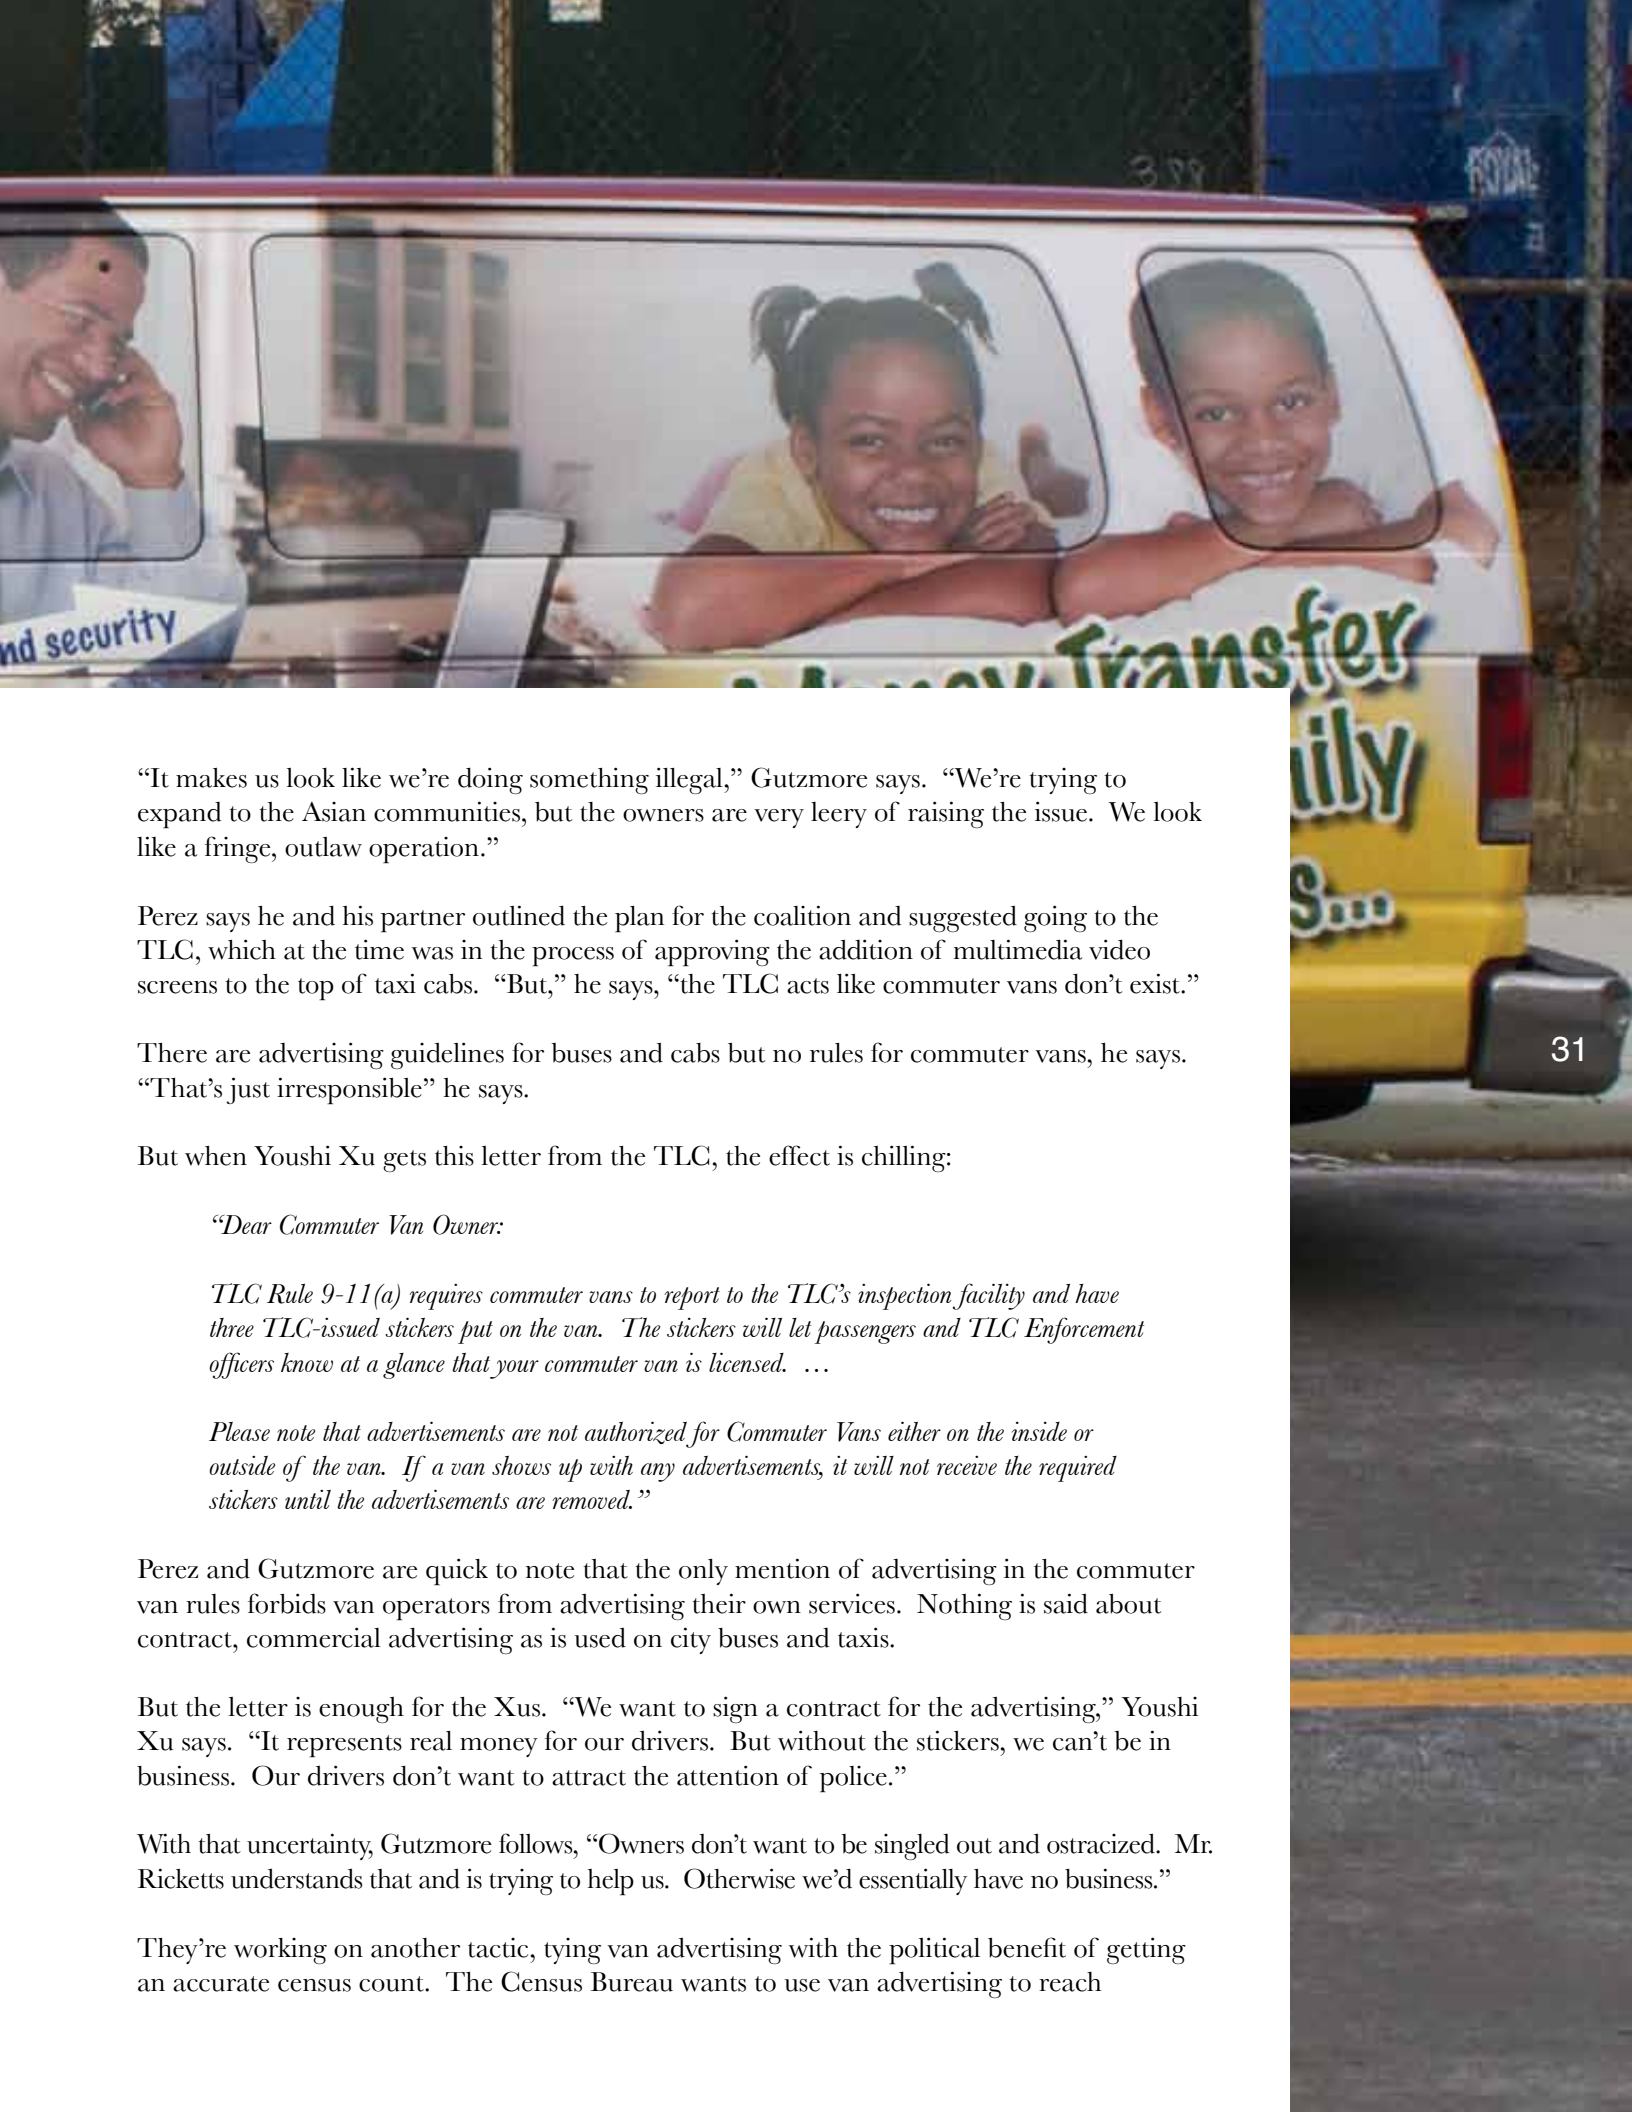 388
nd security
Money Transfer
ily
s...
31
“It makes us look like we’re doing something illegal,” Gutzmore says.  “We’re trying to
expand to the Asian communities, but the owners are very leery of raising the issue.  We look
like a fringe, outlaw operation.”
Perez says he and his partner outlined the plan for the coalition and suggested going to the
TLC, which at the time was in the process of approving the addition of multimedia video
screens to the top of taxi cabs.  “But,” he says, “the TLC acts like commuter vans don’t exist.”
There are advertising guidelines for buses and cabs but no rules for commuter vans, he says.
“That’s just irresponsible” he says.
But when Youshi Xu gets this letter from the TLC, the effect is chilling:
“Dear Commuter Van Owner:
TLC Rule 9-11(a) requires commuter vans to report to the TLC’s inspection facility and have
three TLC-issued stickers put on the van.  The stickers will let passengers and TLC Enforcement
officers know at a glance that your commuter van is licensed.  …
Please note that advertisements are not authorized for Commuter Vans either on the inside or
outside of the van.  If a van shows up with any advertisements, it will not receive the required
stickers until the advertisements are removed.”
Perez and Gutzmore are quick to note that the only mention of advertising in the commuter
van rules forbids van operators from advertising their own services.  Nothing is said about
contract, commercial advertising as is used on city buses and taxis.
But the letter is enough for the Xus.  “We want to sign a contract for the advertising,” Youshi
Xu says.  “It represents real money for our drivers.  But without the stickers, we can’t be in
business.  Our drivers don’t want to attract the attention of police.”
With that uncertainty, Gutzmore follows, “Owners don’t want to be singled out and ostracized.  Mr.
Ricketts understands that and is trying to help us.  Otherwise we’d essentially have no business.”
They’re working on another tactic, tying van advertising with the political benefit of getting
an accurate census count.  The Census Bureau wants to use van advertising to reach